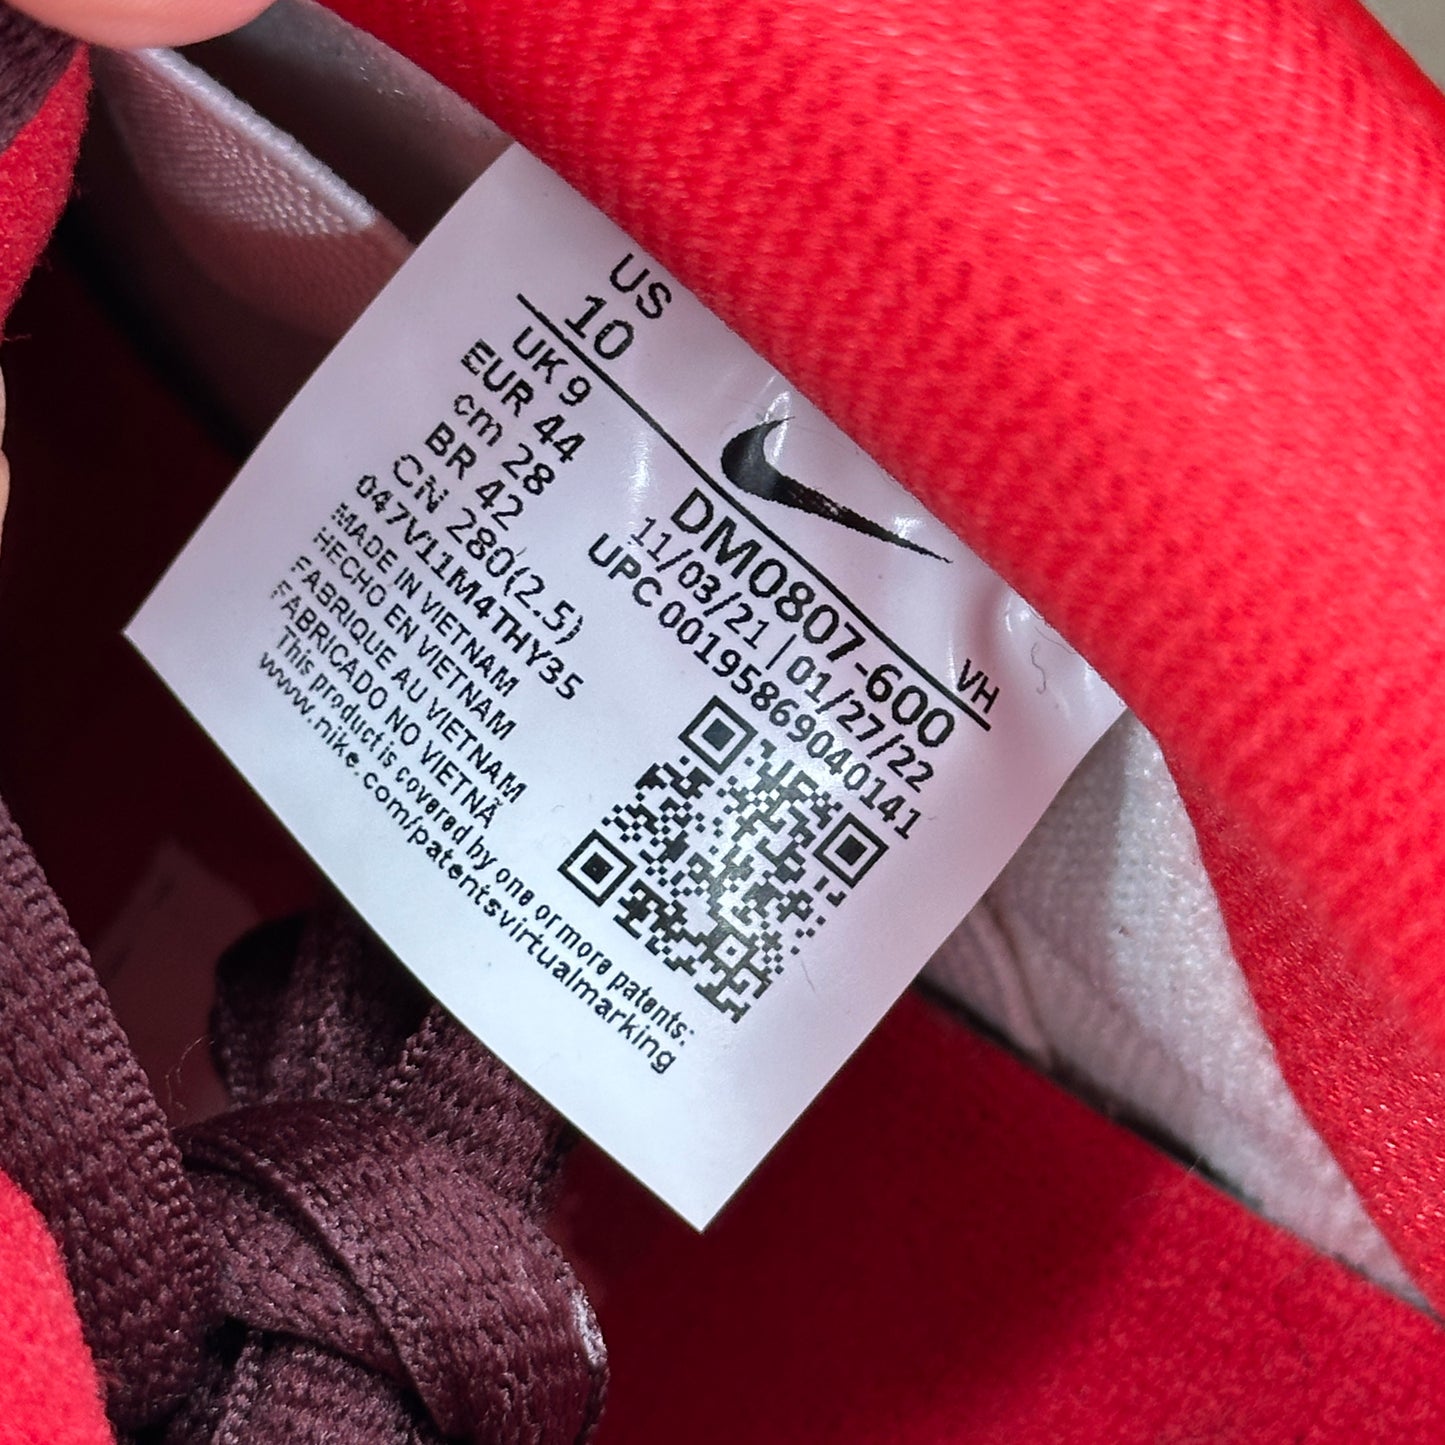 US
10
UK 9
EUR 44
cm 28
BR 42
CN 280(2.5)
047V11M4THY35
MADE IN VIETNAM
HECHO EN VIETNAM
FABRIQUE AU VIETNAM
FABRICADO NO VIETNÃ
This product is covered by one or more patents:
www.nike.com/patentsvirtualmarking
VH
DM0807-600
11/03/21 | 01/27/22
UPC 00195869040141